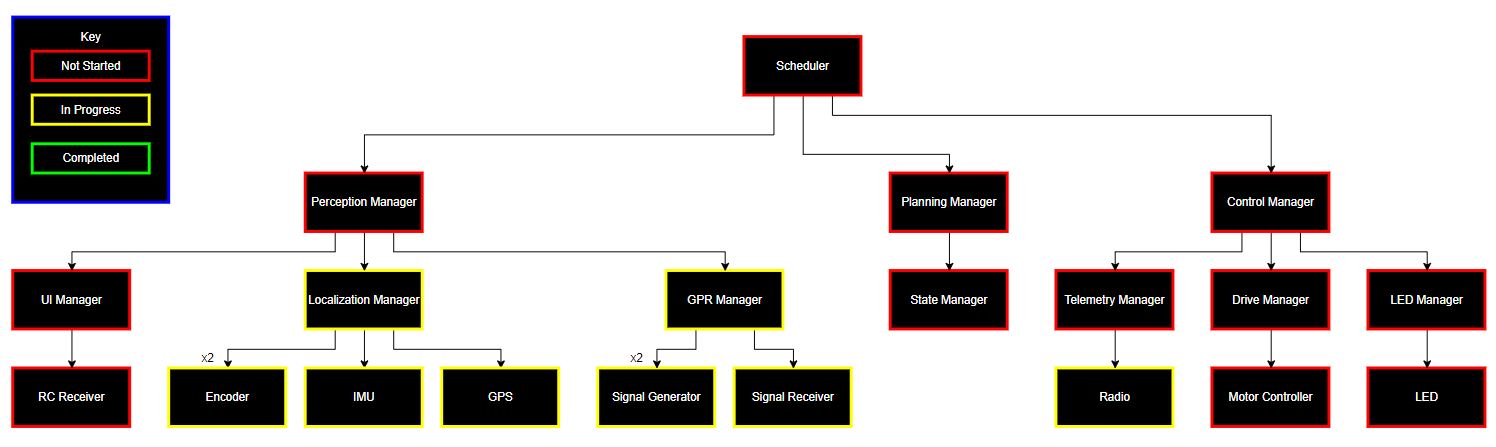 Key
Not Started
In Progress
Completed
Scheduler
Perception Manager
Planning Manager
Control Manager
UI Manager
Localization Manager
GPR Manager
State Manager
Telemetry Manager
Drive Manager
LED Manager
x2
x2
RC Receiver
Encoder
IMU
GPS
Signal Generator
Signal Receiver
Radio
Motor Controller
LED